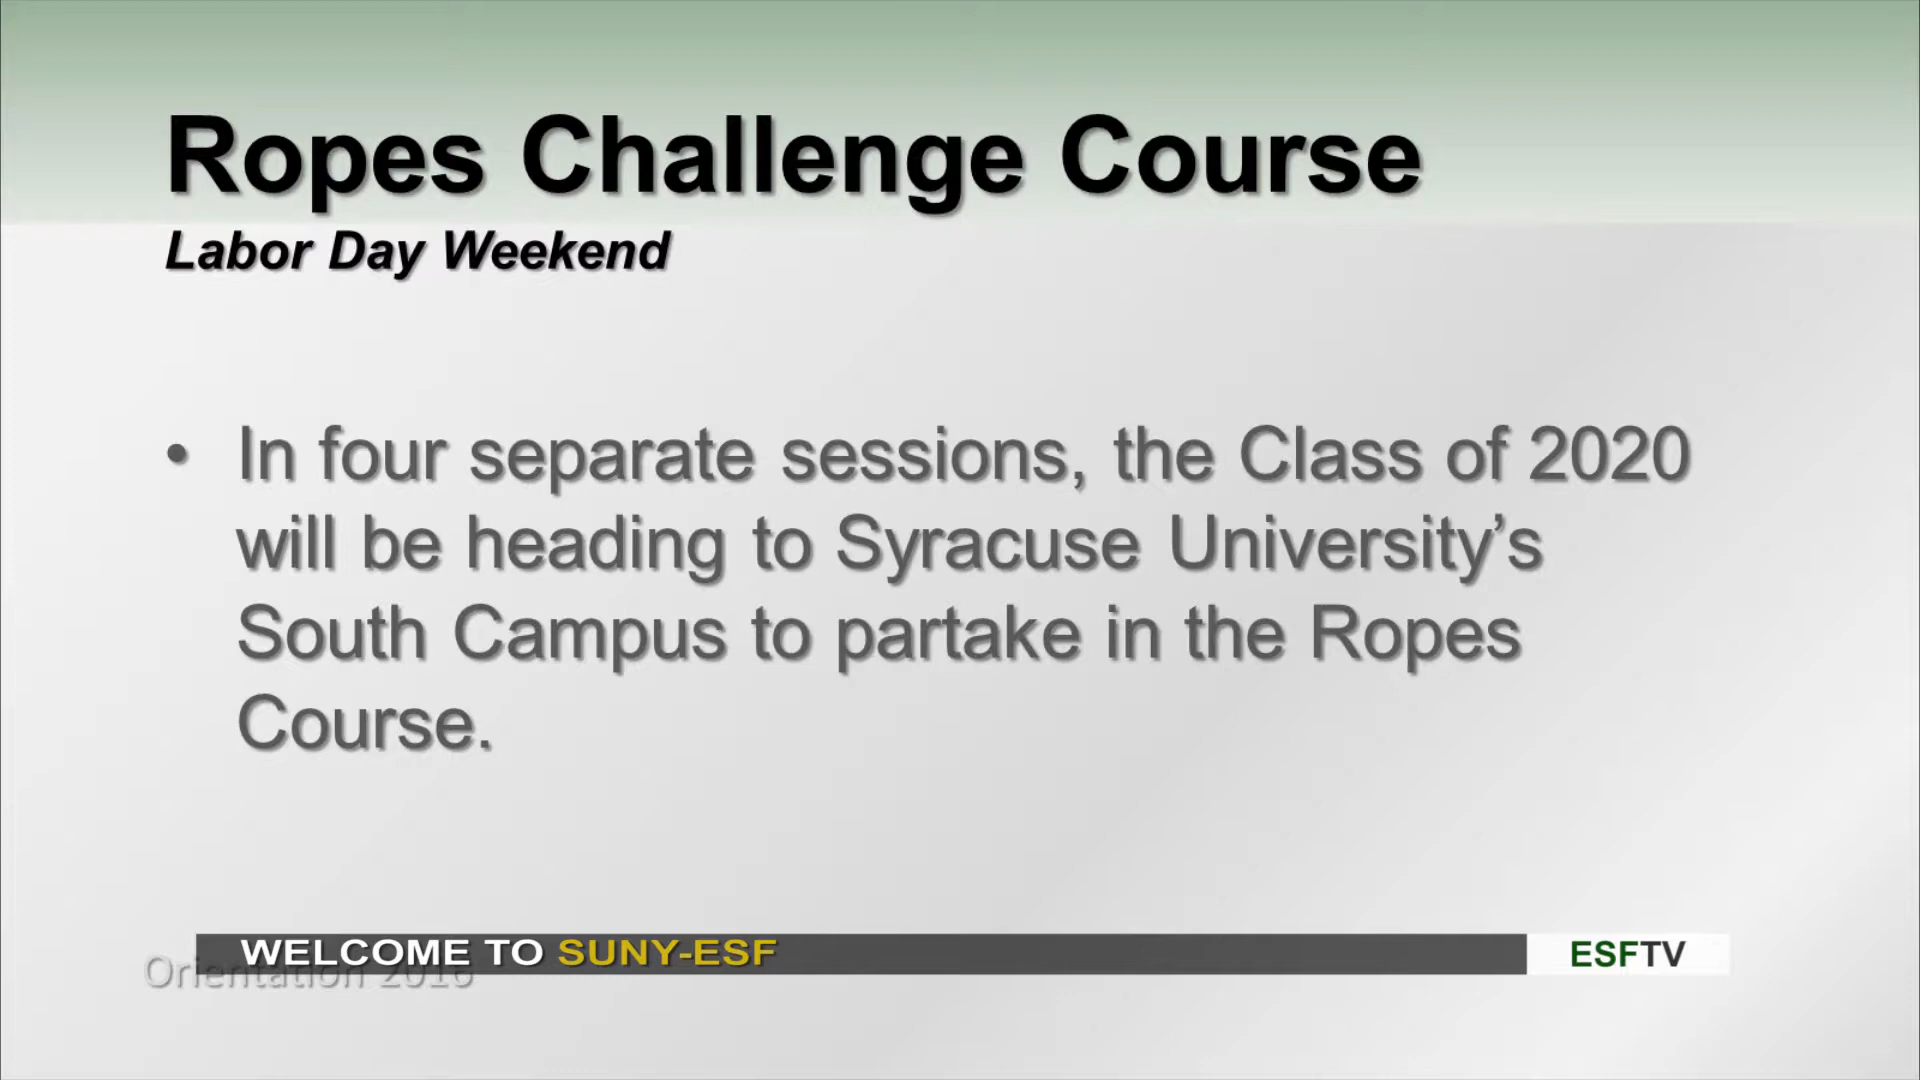 Ropes Challenge Course
Labor Day Weekend
• In four separate sessions, the Class of 2020
will be heading to Syracuse University’s
South Campus to partake in the Ropes
Course.
WELCOME TO SUNY-ESF
ESFTV
Orientation 2016